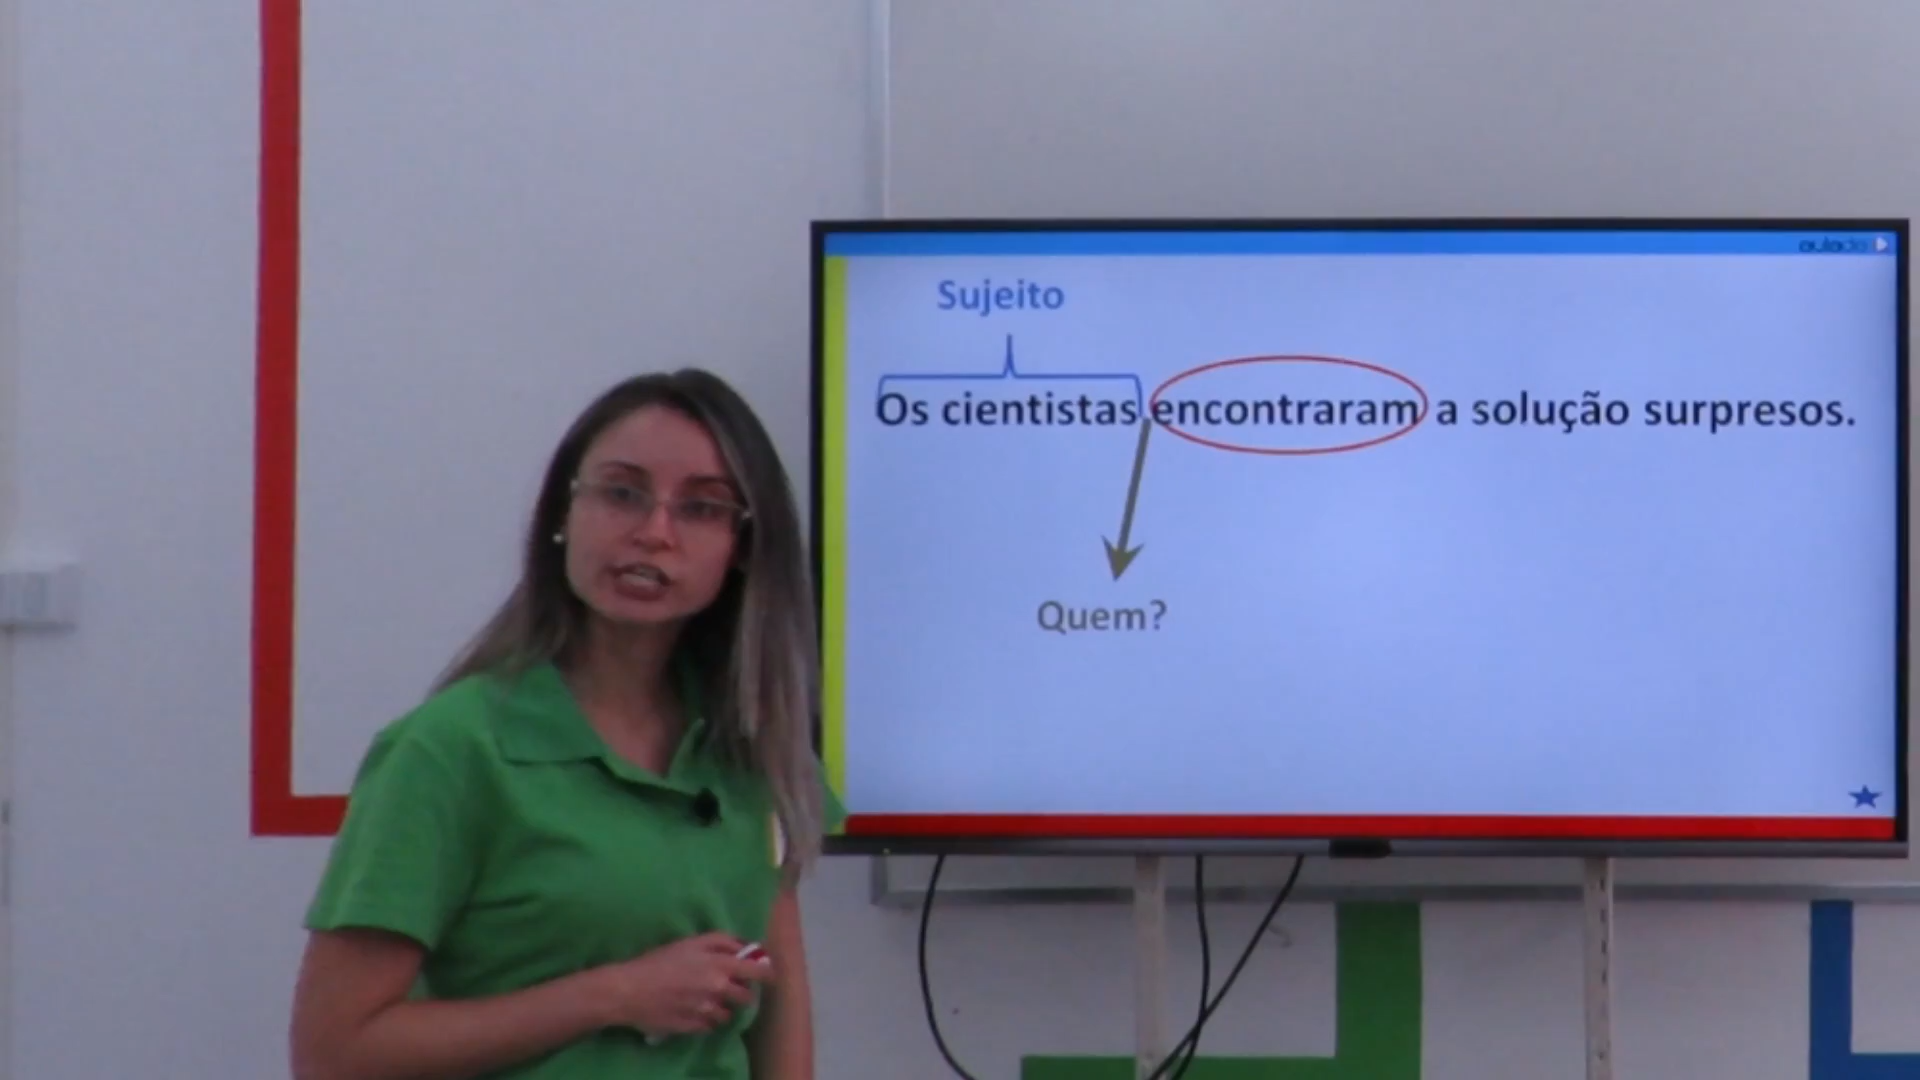 Sujeito
Os cientistas encontraram a solução surpresos.
Quem?